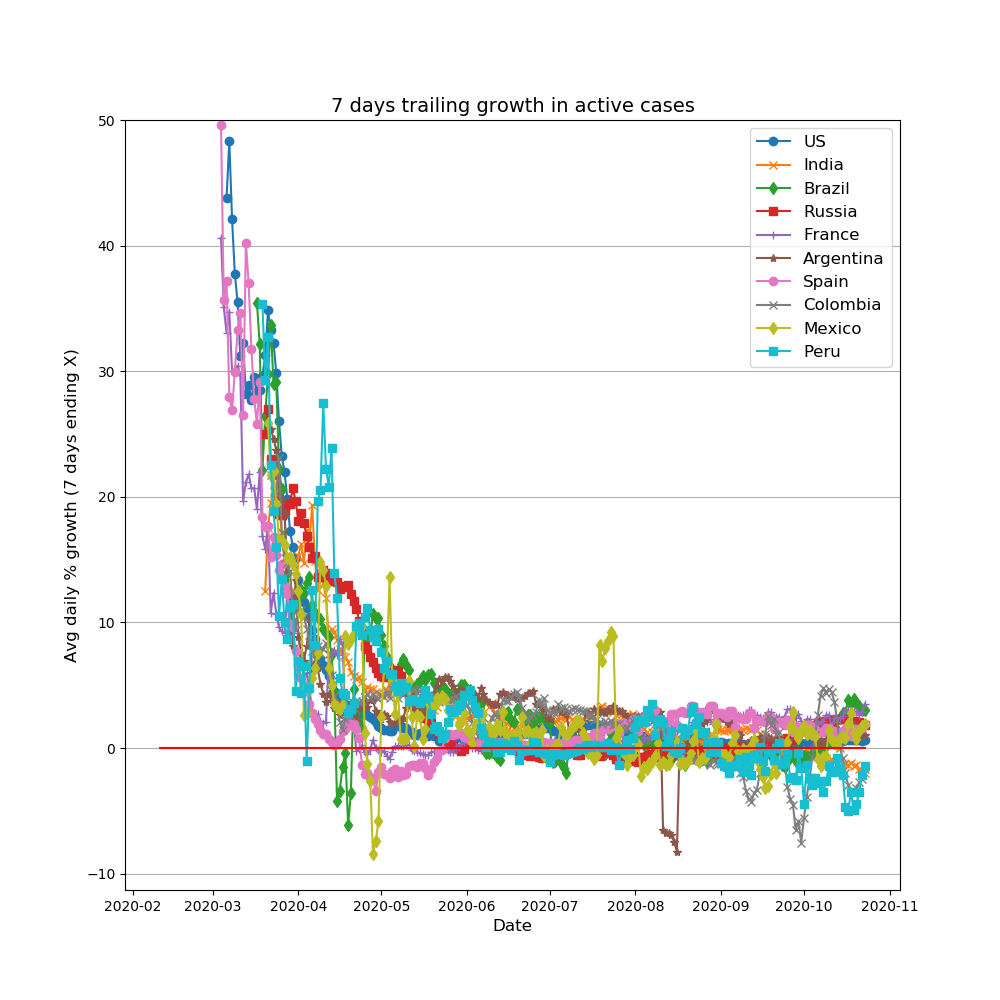 7 days trailing growth in active cases
50
40
30
20
10
0
−10
Avg daily % growth (7 days ending X)
US
India
Brazil
Russia
France
Argentina
Spain
Colombia
Mexico
Peru
2020-02 2020-03 2020-04 2020-05 2020-06 2020-07 2020-08 2020-09 2020-10 2020-11
Date